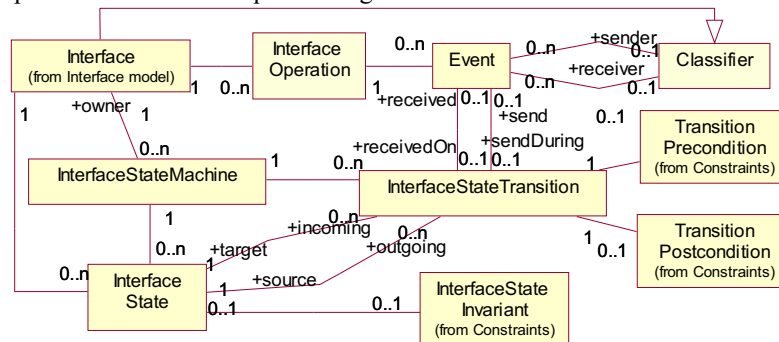 Interface
(from Interface model)
Interface
Operation
Event
Classifier
1
0..n
1
0..n
0..n
+sender
0..1
0..n
+receiver
0..1
+owner
1
1
+received
0..1
0..1
+send
0..1
Transition
Precondition
(from Constraints)
0..n
+receivedOn
+sendDuring
InterfaceStateMachine
1
0..n
0..1
0..1
1
InterfaceStateTransition
1
0..n
+incoming
0..n
0..n
+outgoing
+target
1
1
0..1
Transition
Postcondition
(from Constraints)
0..n
Interface
State
1
+source
0..1
0..1
InterfaceState
Invariant
(from Constraints)